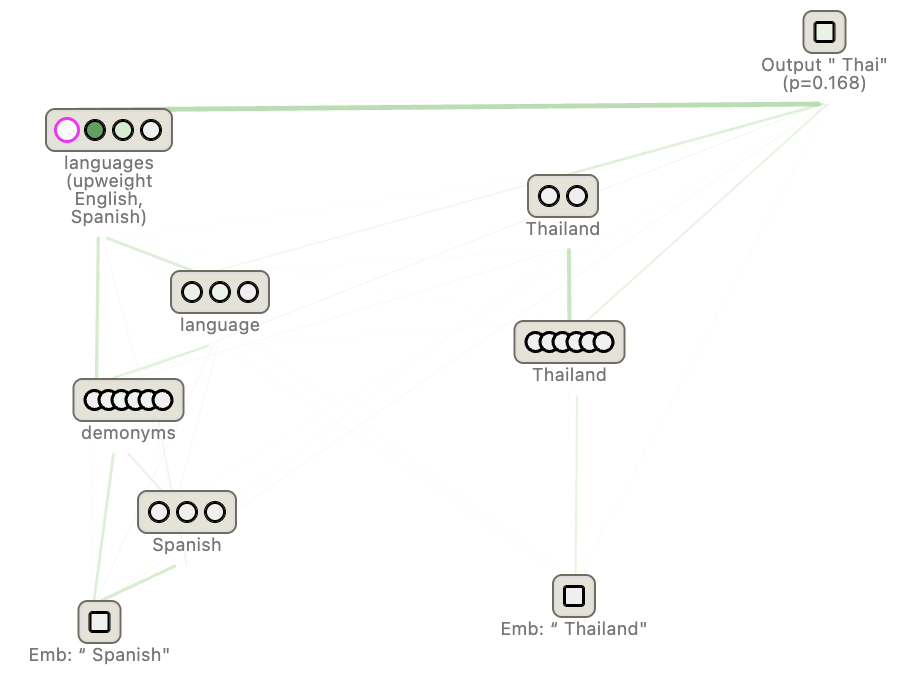 Output " Thai"
(p=0.168)
languages
(upweight
English,
Spanish)
Thailand
language
Thailand
demonyms
Spanish
Emb: “ Thailand"
Emb: “ Spanish"